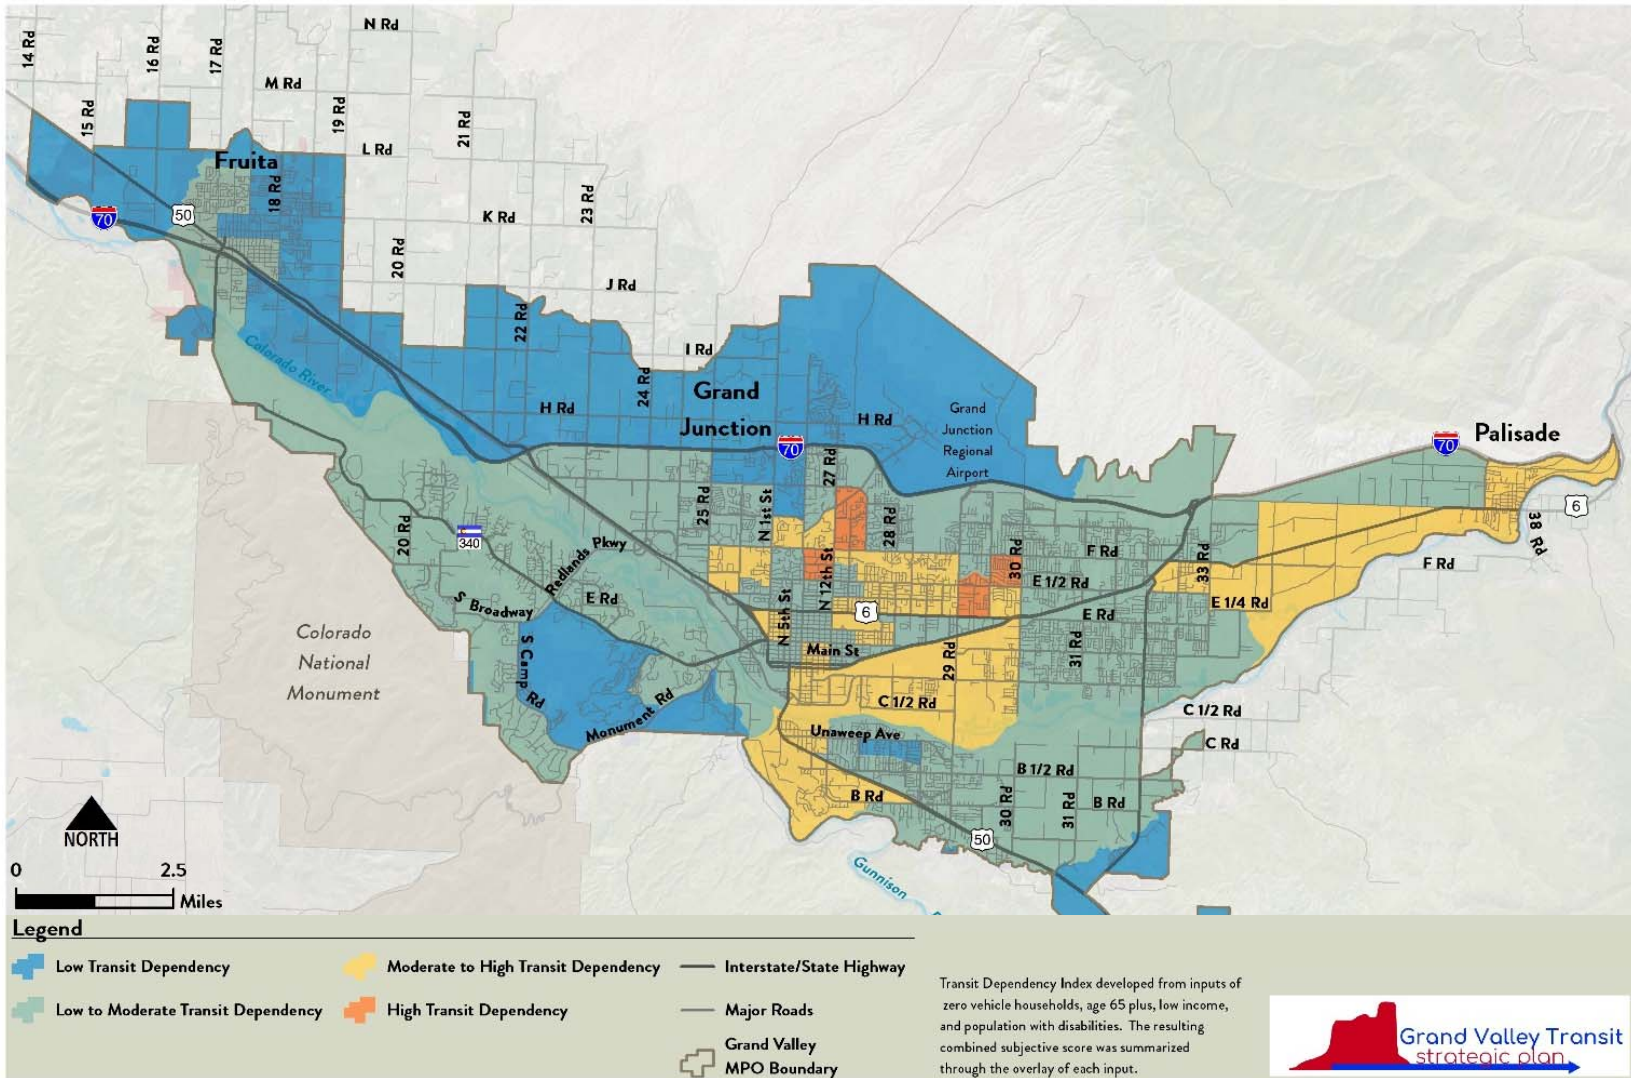 N Rd
14 Rd
16 Rd
17 Rd
M Rd
15 Rd
19 Rd
21 Rd
L Rd
Fruita
18 Rd
23 Rd
50
70
K Rd
20 Rd
J Rd
22 Rd
Colorado River
I Rd
24 Rd
Grand
Junction
H Rd
H Rd
Grand
Junction
Regional
Airport
70
27 Rd
70
Palisade
25 Rd
N 1st St
28 Rd
6
38 Rd
20 Rd
340
Redlands Pkwy
N 12th St
30 Rd
F Rd
33 Rd
F Rd
E 1/2 Rd
S Broadway
E Rd
N 5th St
6
E Rd
E 1/4 Rd
Colorado
National
Monument
S Camp Rd
Main St
29 Rd
31 Rd
Monument Rd
C 1/2 Rd
C 1/2 Rd
Unaweep Ave
C Rd
B 1/2 Rd
B Rd
30 Rd
31 Rd
B Rd
50
Gunnison
NORTH
0 2.5
Miles
Legend
Low Transit Dependency
Moderate to High Transit Dependency
Interstate/State Highway
Low to Moderate Transit Dependency
High Transit Dependency
Major Roads
Grand Valley
MPO Boundary
Transit Dependency Index developed from inputs of
zero vehicle households, age 65 plus, low income,
and population with disabilities. The resulting
combined subjective score was summarized
through the overlay of each input.
Grand Valley Transit
strategic plan